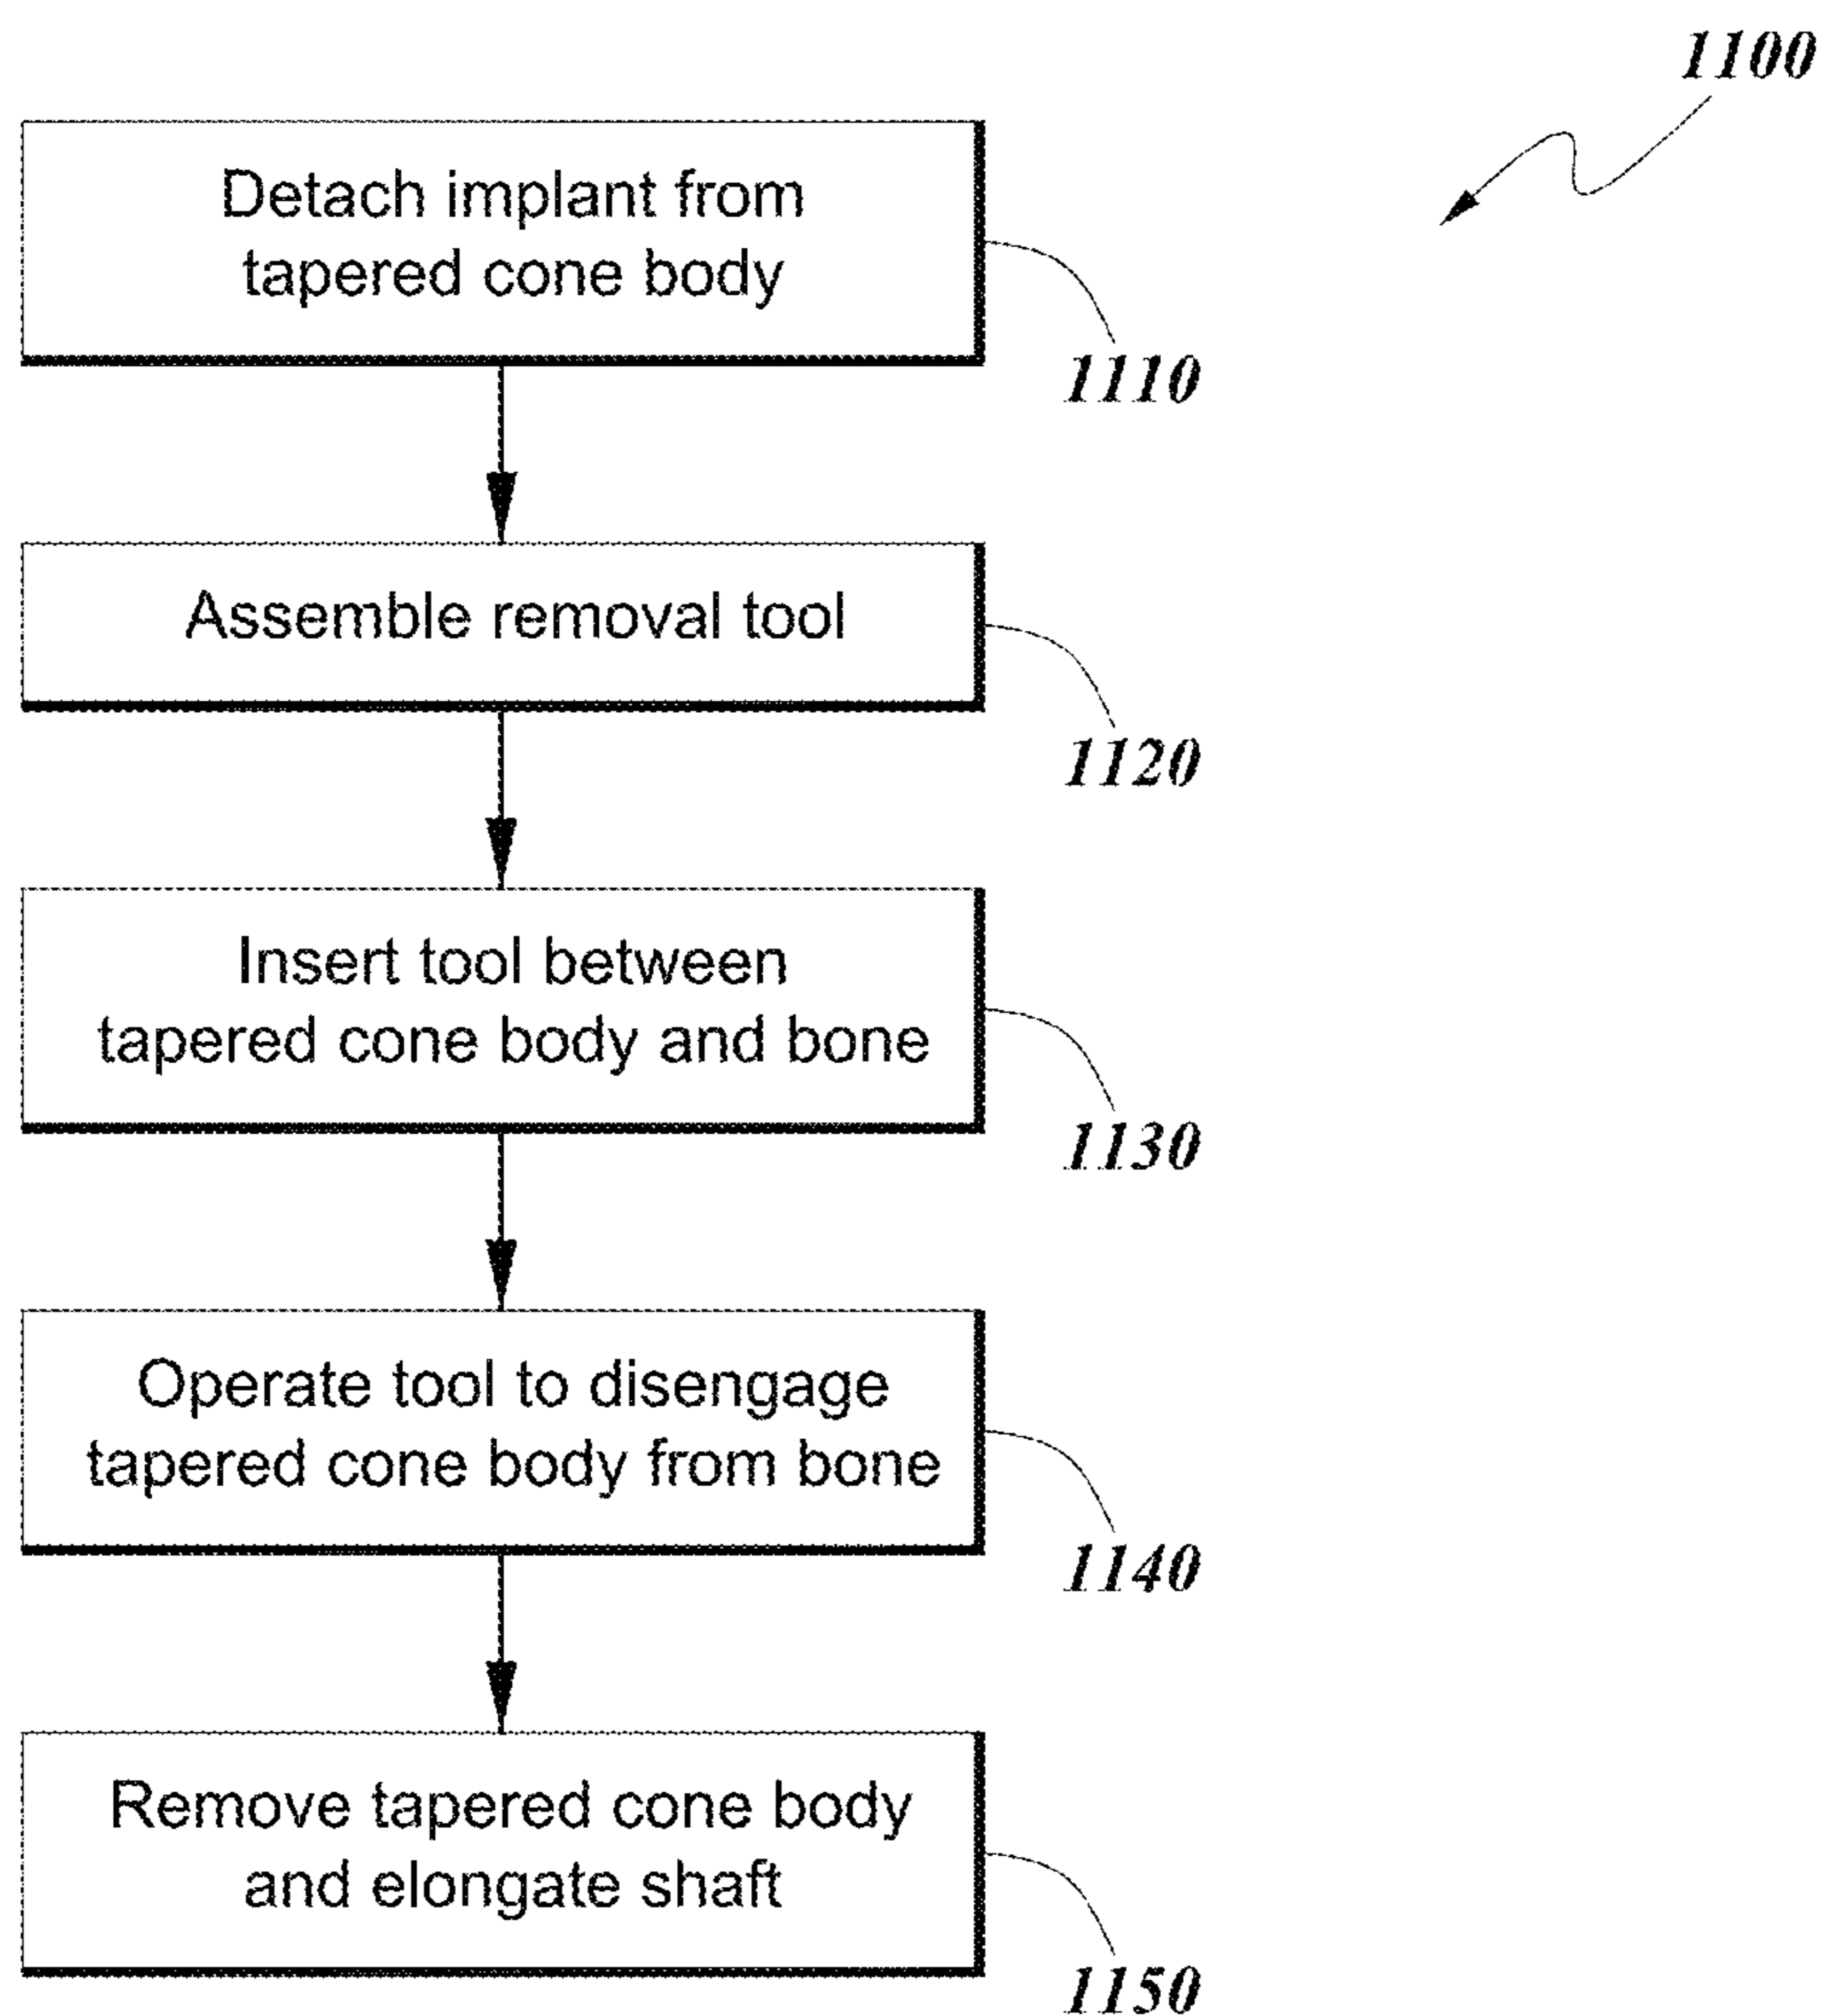 1100
Detach implant from
tapered cone body
1110
Assemble removal tool
1120
Insert tool between
tapered cone body and bone
1130
Operate tool to disengage
tapered cone body from bone
1140
Remove tapered cone body
and elongate shaft
1150